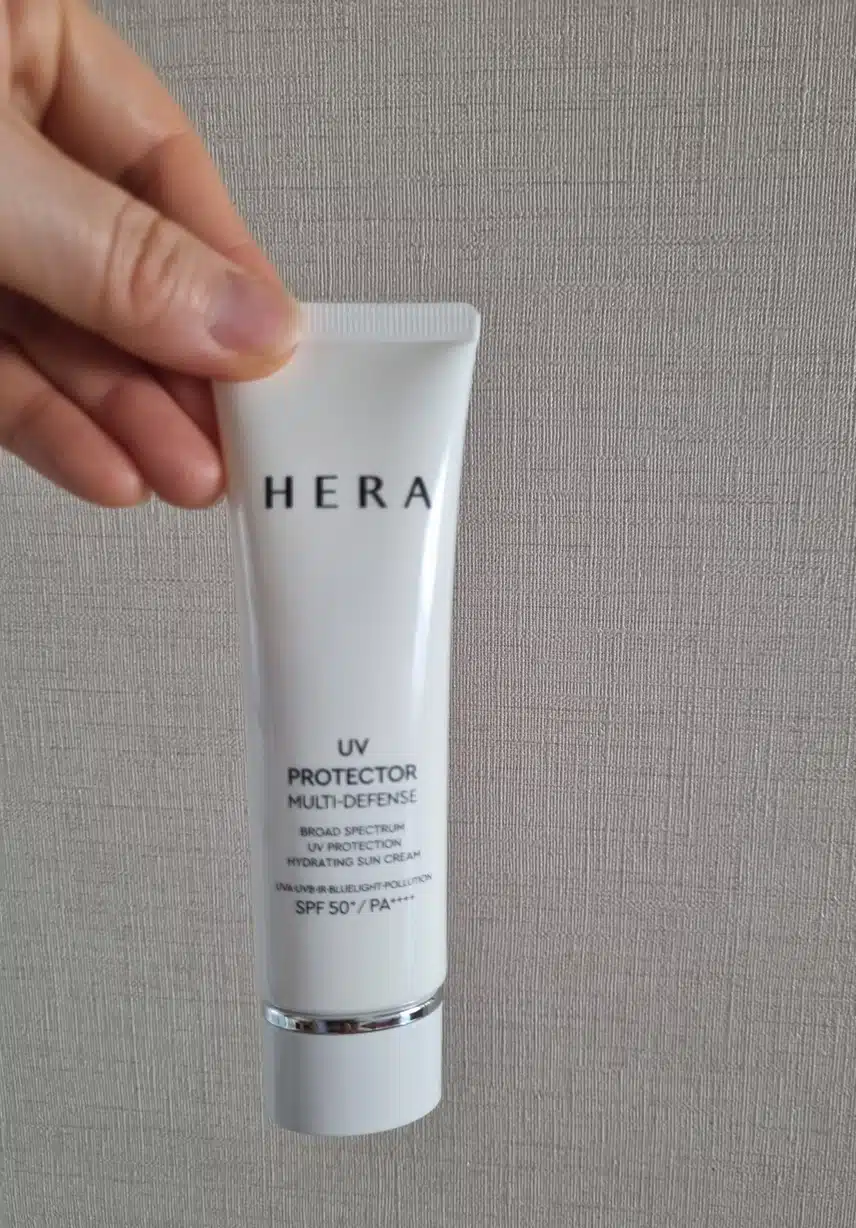 HERA
UV
PROTECTOR
MULTI-DEFENSE
BROAD SPECTRUM
UV PROTECTION
HYDRATING SUN CREAM
UVA·UVB·IR·BLUELIGHT·POLLUTION
SPF 50⁺/ PA⁺⁺⁺⁺